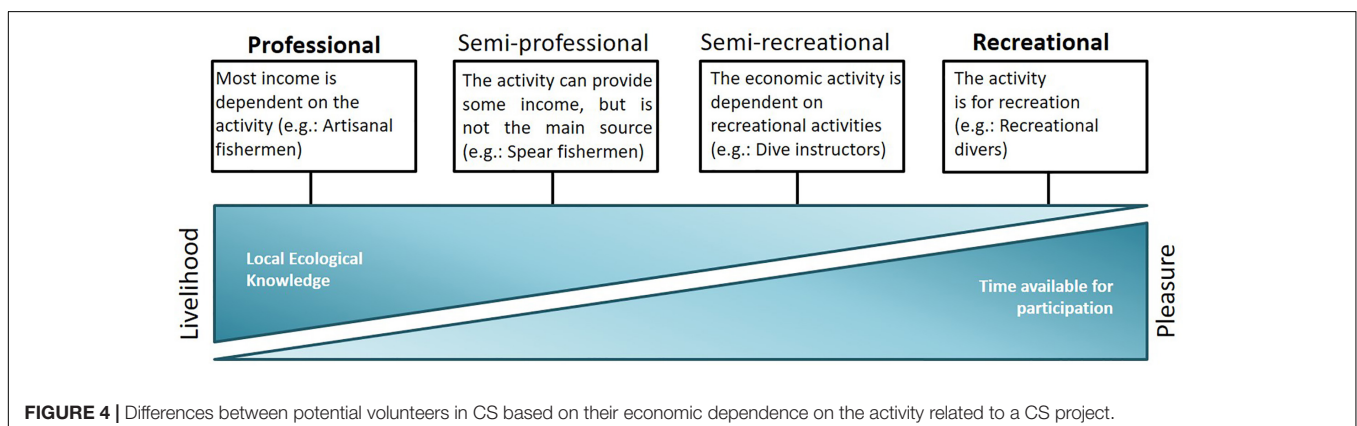 Professional
Most income is
dependent on the
activity (e.g.: Artisanal
fishermen)
Semi-professional
The activity can provide
some income, but is
not the main source
(e.g.: Spear fishermen)
Semi-recreational
The economic activity is
dependent on
recreational activities
(e.g.: Dive instructors)
Recreational
The activity
is for recreation
(e.g.: Recreational
divers)
Livelihood
Local Ecological
Knowledge
Time available for
participation
Pleasure
FIGURE 4 | Differences between potential volunteers in CS based on their economic dependence on the activity related to a CS project.